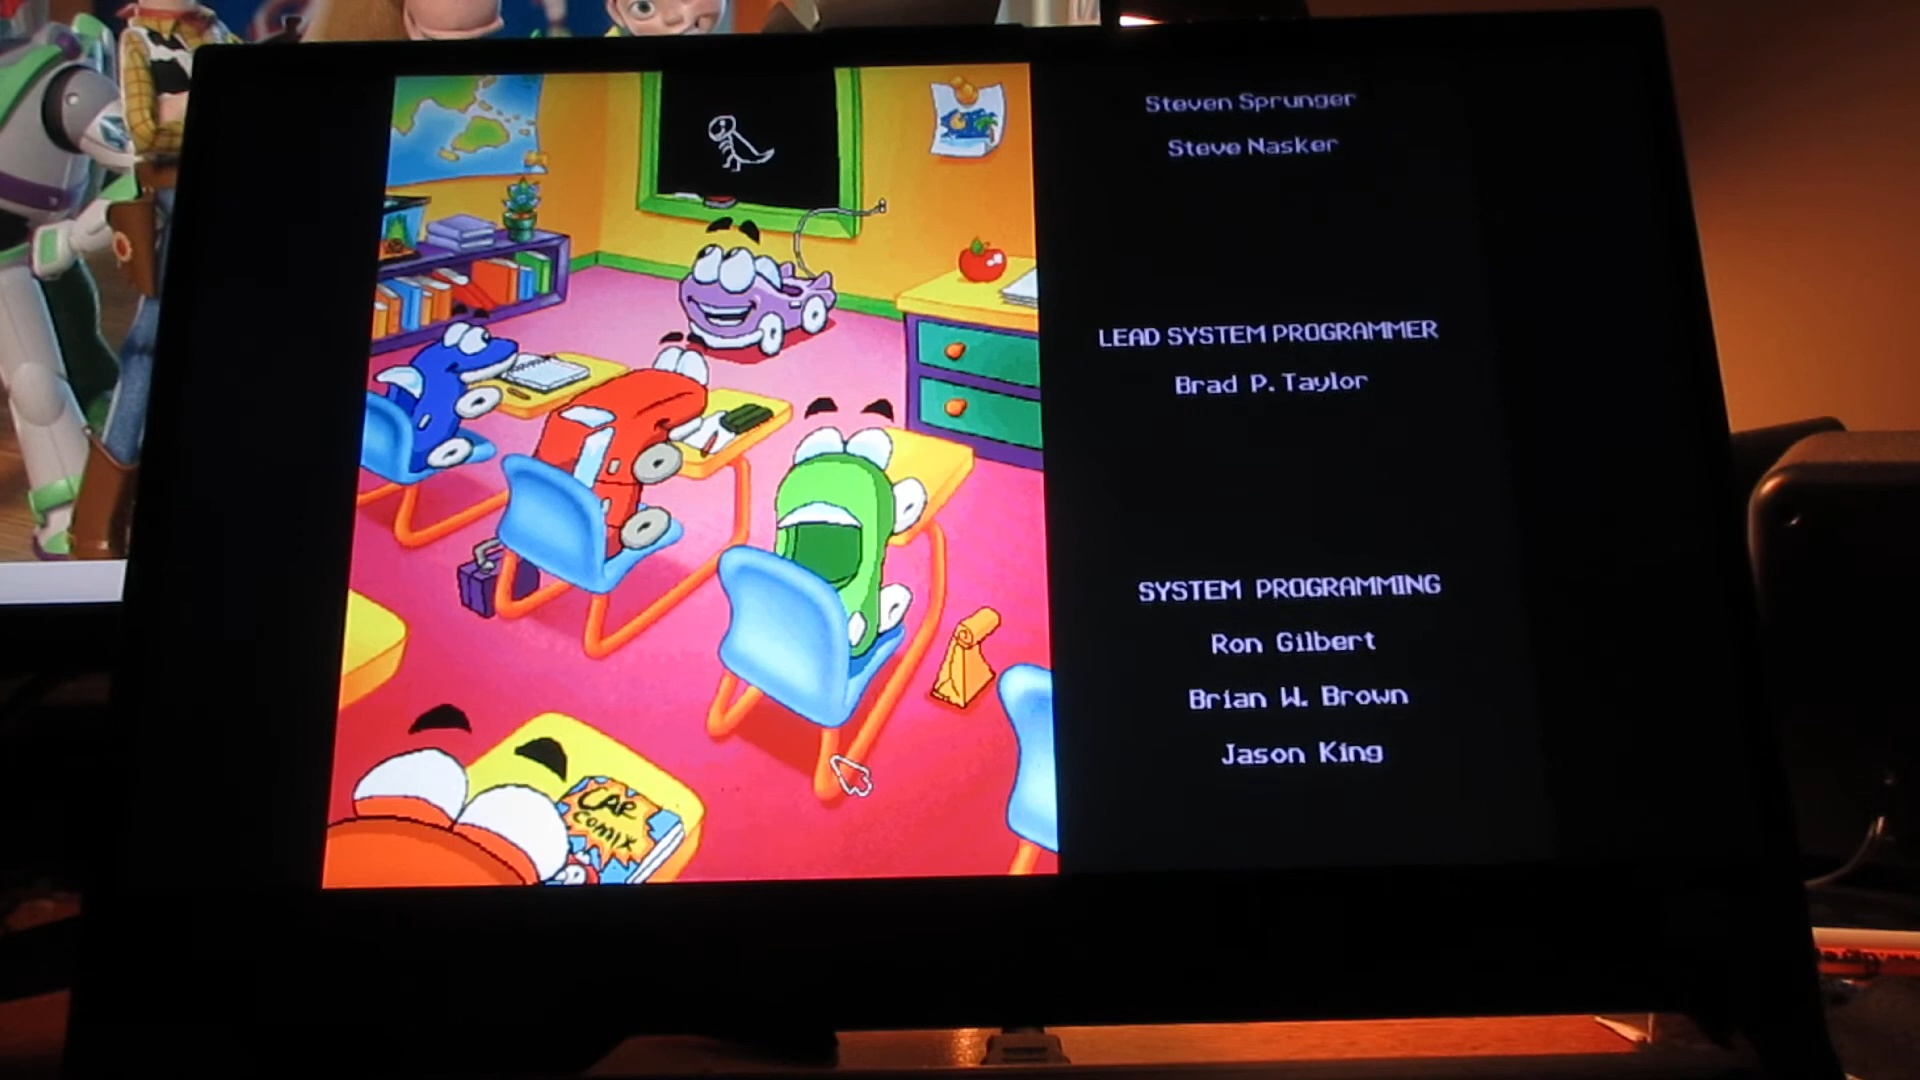 Steven Sprunger
Steve Nasker
LEAD SYSTEM PROGRAMMER
Brad P. Taylor
SYSTEM PROGRAMMING
Ron Gilbert
Brian W. Brown
Jason King
CAR
COMIX